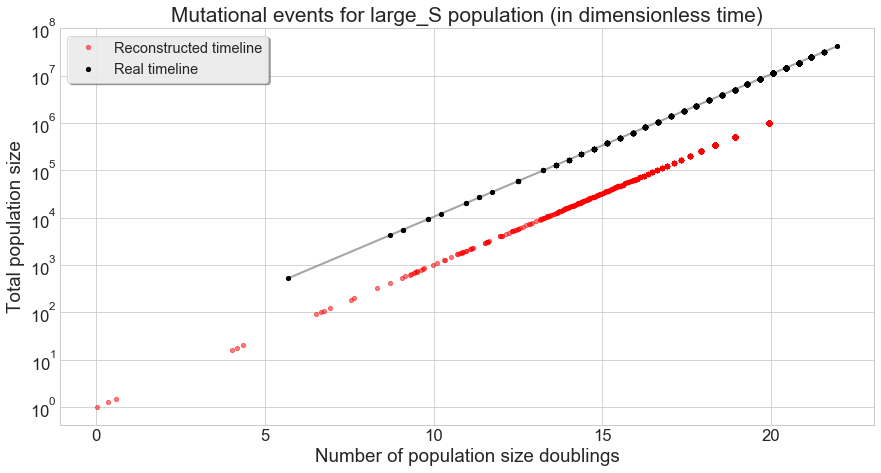 Mutational events for large_S population (in dimensionless time)
Reconstructed timeline
Real timeline
Total population size
10^8
10^7
10^6
10^5
10^4
10^3
10^2
10^1
10^0
0 5 10 15 20
Number of population size doublings